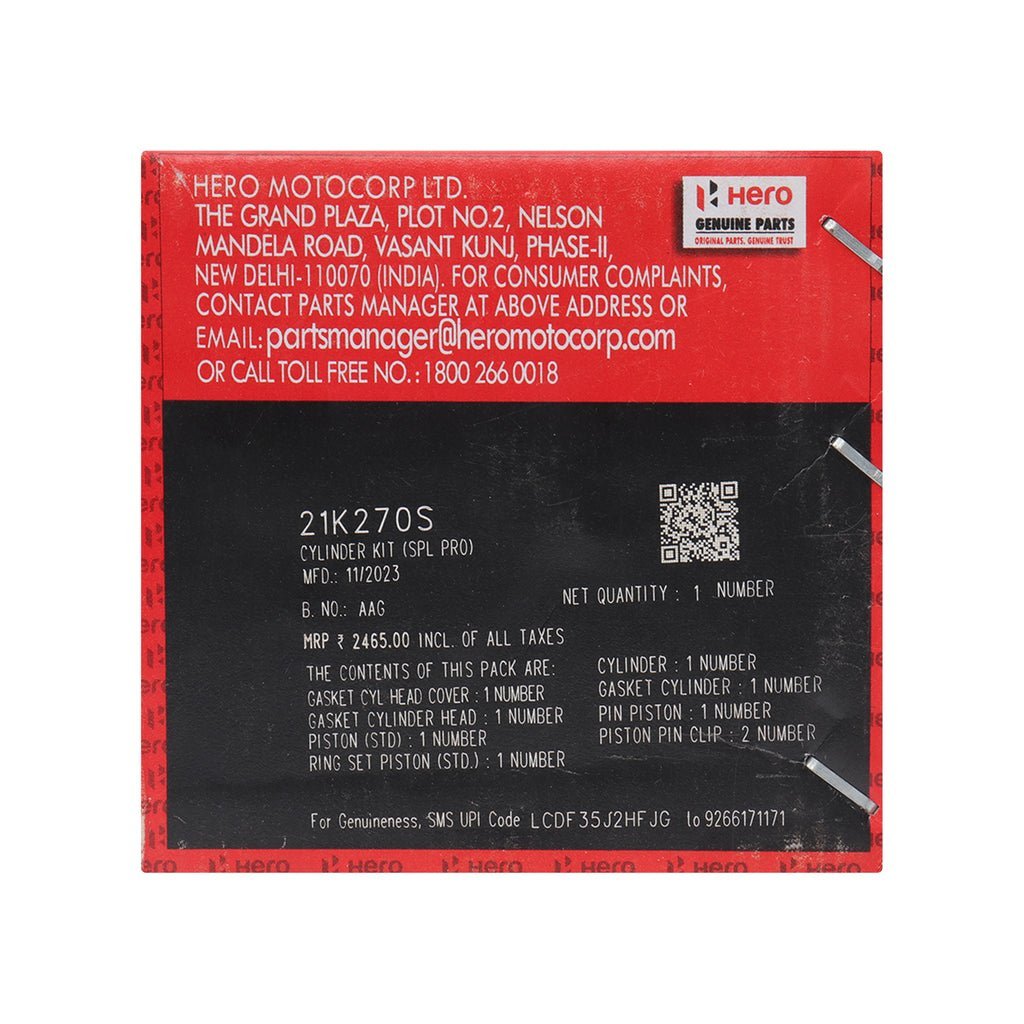 HERO MOTOCORP LTD.
THE GRAND PLAZA, PLOT NO.2, NELSON
MANDELA ROAD, VASANT KUNJ, PHASE-II,
NEW DELHI-110070 (INDIA). FOR CONSUMER COMPLAINTS,
CONTACT PARTS MANAGER AT ABOVE ADDRESS OR
EMAIL: partsmanager@heromotocorp.com
OR CALL TOLL FREE NO.: 1800 266 0018
Hero
GENUINE PARTS
ORIGINAL PARTS. GENUINE TRUST
21K270S
CYLINDER KIT (SPL PRO)
MFD.: 11/2023
B. NO.: AAG
NET QUANTITY : 1 NUMBER
MRP ₹ 2465.00 INCL. OF ALL TAXES
THE CONTENTS OF THIS PACK ARE:
GASKET CYL HEAD COVER : 1 NUMBER
GASKET CYLINDER HEAD : 1 NUMBER
PISTON (STD) : 1 NUMBER
RING SET PISTON (STD.) : 1 NUMBER
CYLINDER : 1 NUMBER
GASKET CYLINDER : 1 NUMBER
PIN PISTON : 1 NUMBER
PISTON PIN CLIP : 2 NUMBER
For Genuineness, SMS UPI Code LCDF35J2HFJG to 9266171171
Hero Hero Hero Hero Hero Hero